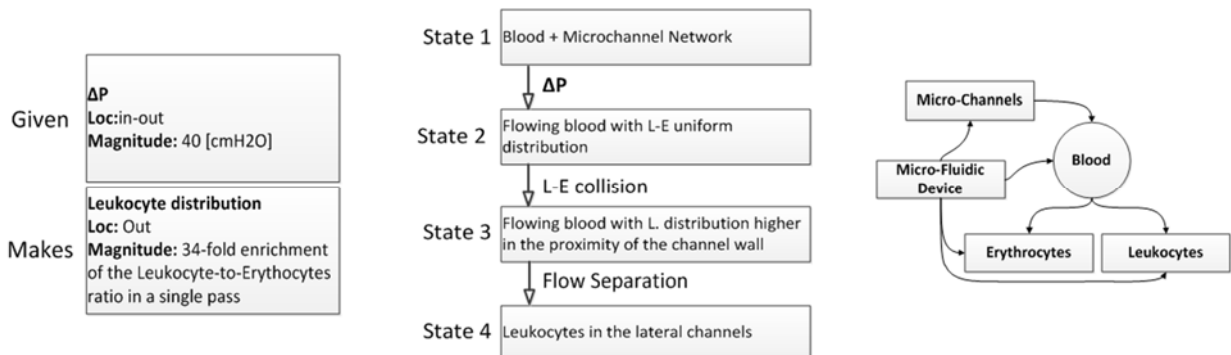 Given
ΔP
Loc:in-out
Magnitude: 40 [cmH2O]
Makes
Leukocyte distribution
Loc: Out
Magnitude: 34-fold enrichment
of the Leukocyte-to-Erythocytes
ratio in a single pass
State 1
Blood + Microchannel Network
ΔP
State 2
Flowing blood with L-E uniform
distribution
L-E collision
State 3
Flowing blood with L. distribution higher
in the proximity of the channel wall
Flow Separation
State 4
Leukocytes in the lateral channels
Micro-Channels
Blood
Micro-Fluidic
Device
Erythrocytes
Leukocytes